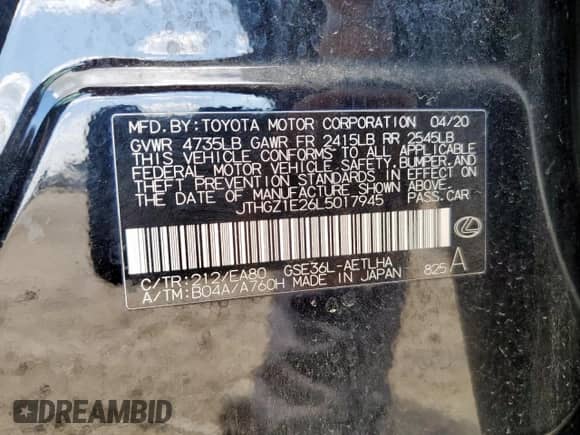 MFD. BY: TOYOTA MOTOR CORPORATION 04/20
GVWR 4735LB GAWR FR 2415LB RR 2545LB
THIS VEHICLE CONFORMS TO ALL APPLICABLE
FEDERAL MOTOR VEHICLE SAFETY, BUMPER, AND
THEFT PREVENTION STANDARDS IN EFFECT ON
THE DATE OF MANUFACTURE SHOWN ABOVE.
JTHGZ1E26L5017945 PASS.CAR
C/TR:212/EA80 GSE36L-AETLHA
A/TM:B04A/A760H MADE IN JAPAN 825 A
DREAMBID